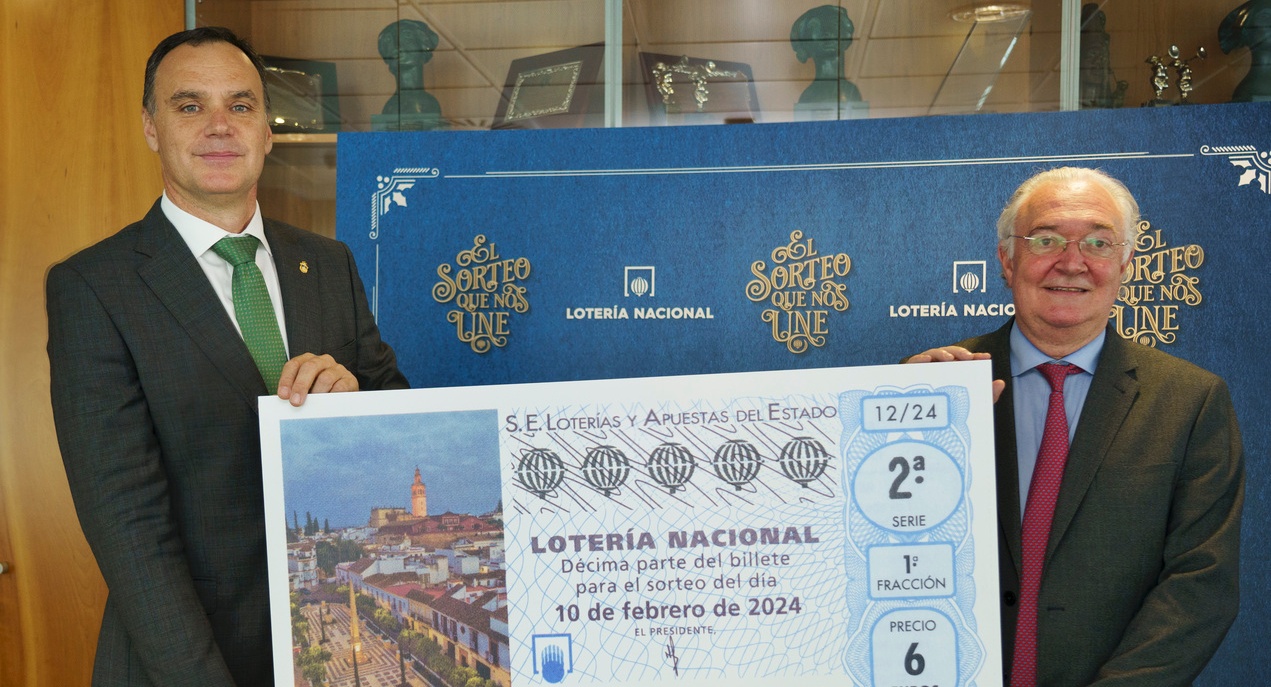 EL
SORTEO
QUE NOS
UNE
LOTERÍA NACIONAL
EL
SORTEO
QUE NOS
UNE
LOTERÍA NACIO
EL
SORTEO
QUE NOS
UNE
S.E. LOTERÍAS Y APUESTAS DEL ESTADO
LOTERÍA NACIONAL
Décima parte del billete
para el sorteo del día
10 de febrero de 2024
EL PRESIDENTE,
12/24
2ª
SERIE
1ª
FRACCIÓN
PRECIO
6
EUROS